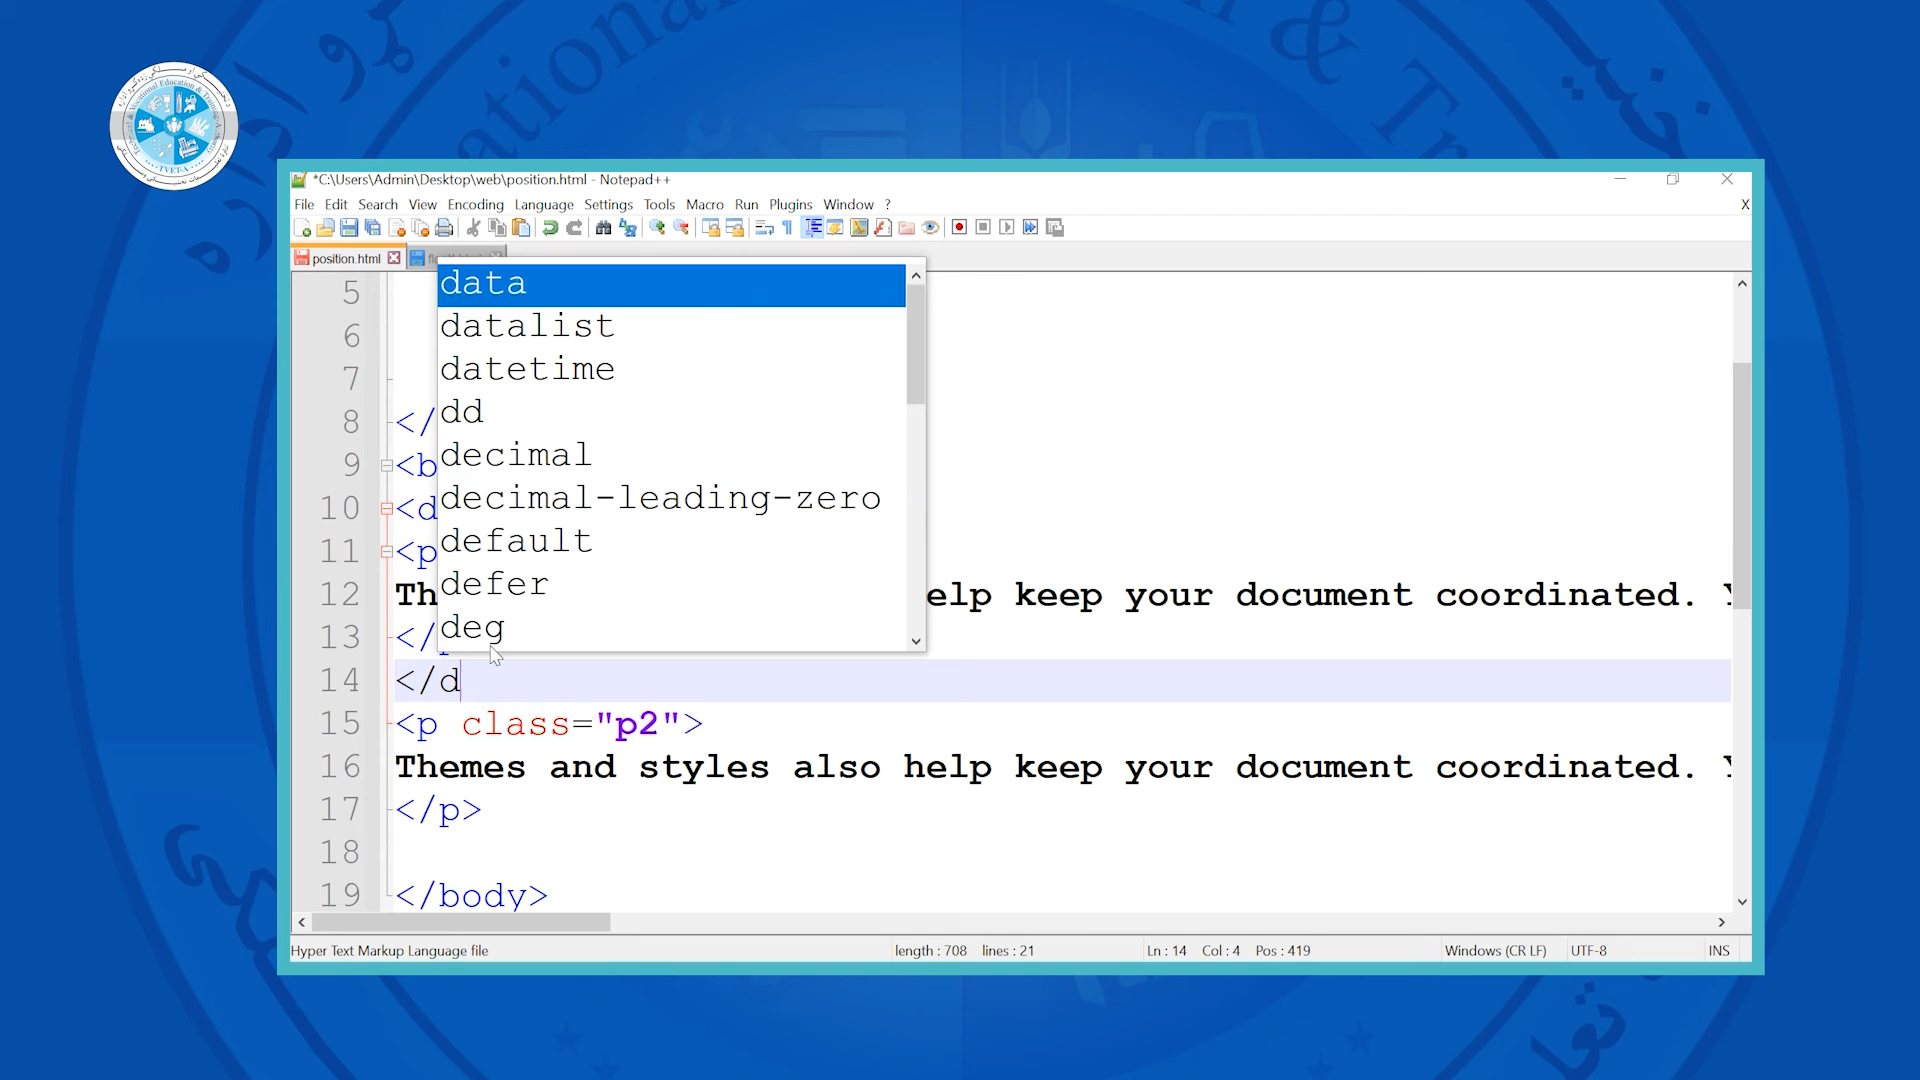 *C:\Users\Admin\Desktop\web\position.html - Notepad++
File Edit Search View Encoding Language Settings Tools Macro Run Plugins Window ? X
position.html
data
datalist
datetime
dd
decimal
decimal-leading-zero
default
defer
deg
5
6
7
8 </
9 <b
10 <d
11 <p
12 Th elp keep your document coordinated.
13 </p
14 </d
15 <p class="p2">
16 Themes and styles also help keep your document coordinated.
17 </p>
18
19 </body>
Hyper Text Markup Language file length : 708 lines : 21 Ln : 14 Col : 4 Pos : 419 Windows (CR LF) UTF-8 INS